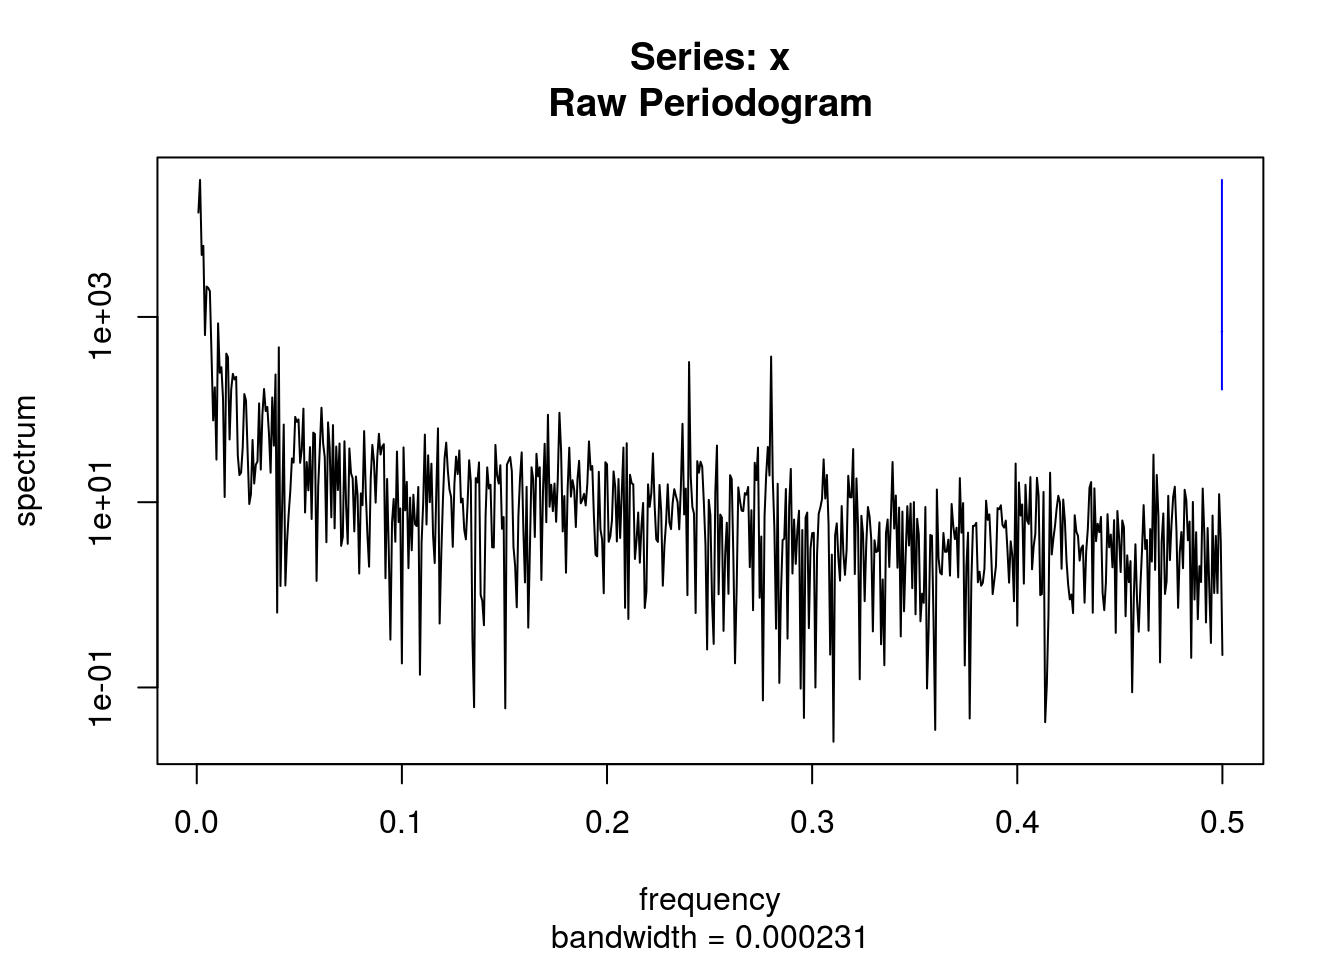 Series: x
Raw Periodogram
spectrum
1e+03
1e+01
1e-01
0.0 0.1 0.2 0.3 0.4 0.5
frequency
bandwidth = 0.000231